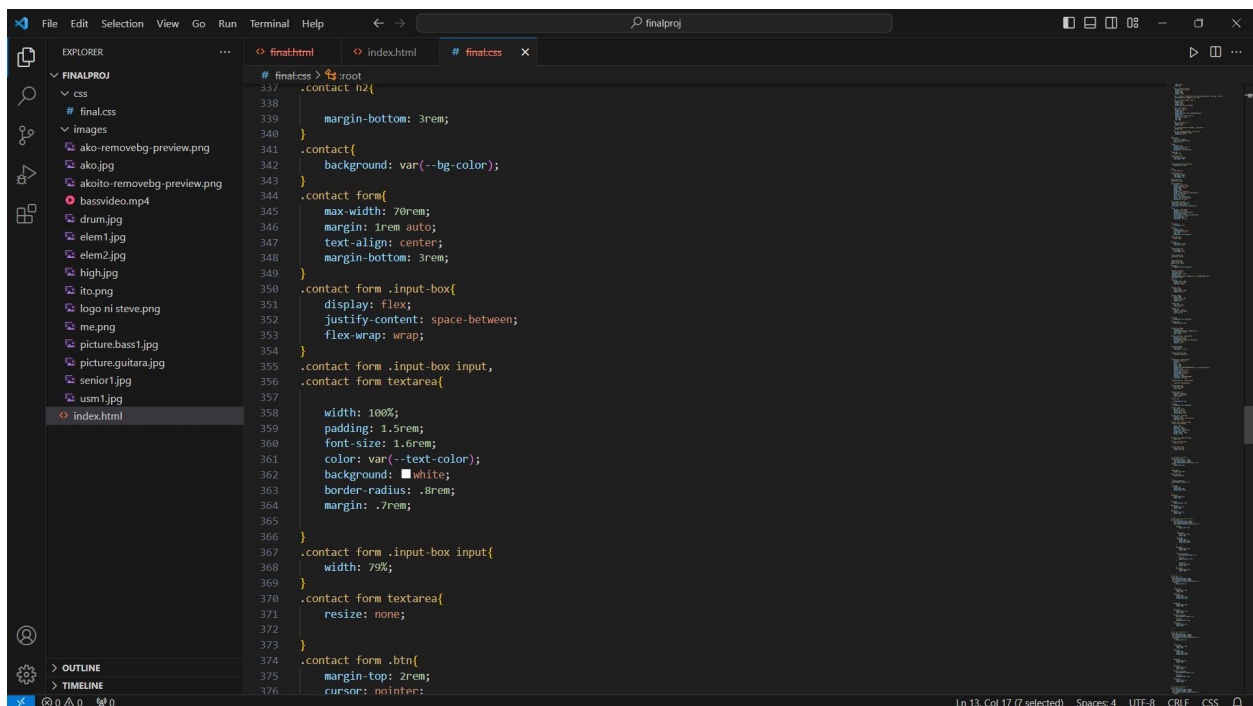 File Edit Selection View Go Run Terminal Help
finalproj
EXPLORER
final.html
index.html
# final.css
FINALPROJ
css
# final.css
images
ako-removebg-preview.png
ako.jpg
akoito-removebg-preview.png
bassvideo.mp4
drum.jpg
elem1.jpg
elem2.jpg
high.jpg
ito.png
logo ni steve.png
me.png
picture.bass1.jpg
picture.guitara.jpg
senior1.jpg
usm1.jpg
index.html
OUTLINE
TIMELINE
# final.css > :root
337 .contact h2{
338
339 margin-bottom: 3rem;
340 }
341 .contact{
342 background: var(--bg-color);
343 }
344 .contact form{
345 max-width: 70rem;
346 margin: 1rem auto;
347 text-align: center;
348 margin-bottom: 3rem;
349 }
350 .contact form .input-box{
351 display: flex;
352 justify-content: space-between;
353 flex-wrap: wrap;
354 }
355 .contact form .input-box input,
356 .contact form textarea{
357
358 width: 100%;
359 padding: 1.5rem;
360 font-size: 1.6rem;
361 color: var(--text-color);
362 background: white;
363 border-radius: .8rem;
364 margin: .7rem;
365
366 }
367 .contact form .input-box input{
368 width: 79%;
369 }
370 .contact form textarea{
371 resize: none;
372
373 }
374 .contact form .btn{
375 margin-top: 2rem;
376 cursor: pointer;
0 0 0
Ln 13, Col 17 (7 selected) Spaces: 4 UTF-8 CRLF CSS